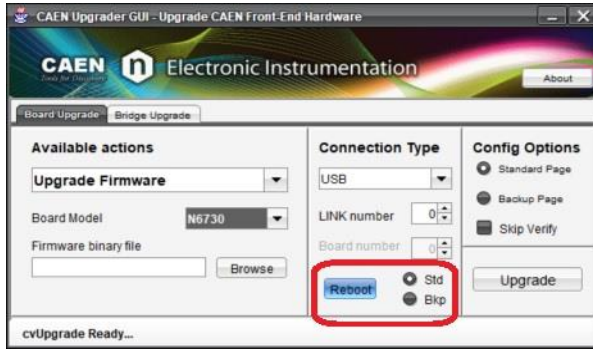 CAEN Upgrader GUI - Upgrade CAEN Front-End Hardware
CAEN n Electronic Instrumentation
Tools for Discovery
About
Board Upgrade Bridge Upgrade
Available actions
Upgrade Firmware
Board Model N6730
Firmware binary file
Browse
Connection Type
USB
LINK number 0
Board number 0
Reboot Std
Bkp
Config Options
Standard Page
Backup Page
Skip Verify
Upgrade
cvUpgrade Ready...